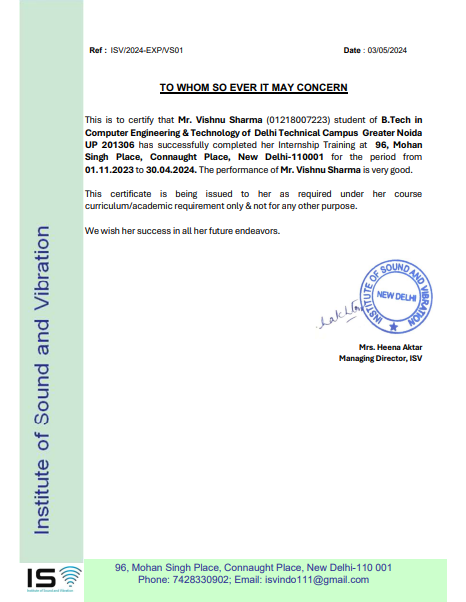 Ref : ISV/2024-EXP/VS01
Date : 03/05/2024
TO WHOM SO EVER IT MAY CONCERN
This is to certify that Mr. Vishnu Sharma (01218007223) student of B.Tech in
Computer Engineering & Technology of Delhi Technical Campus Greater Noida
UP 201306 has successfully completed her Internship Training at 96, Mohan
Singh Place, Connaught Place, New Delhi-110001 for the period from
01.11.2023 to 30.04.2024. The performance of Mr. Vishnu Sharma is very good.
This certificate is being issued to her as required under her course
curriculum/academic requirement only & not for any other purpose.
We wish her success in all her future endeavors.
Institute of Sound and Vibration
INSTITUTE OF SOUND AND VIBRATION
NEW DELHI
Mrs. Heena Aktar
Managing Director, ISV
IS
Institute of Sound and Vibration
96, Mohan Singh Place, Connaught Place, New Delhi-110 001
Phone: 7428330902; Email: isvindo111@gmail.com